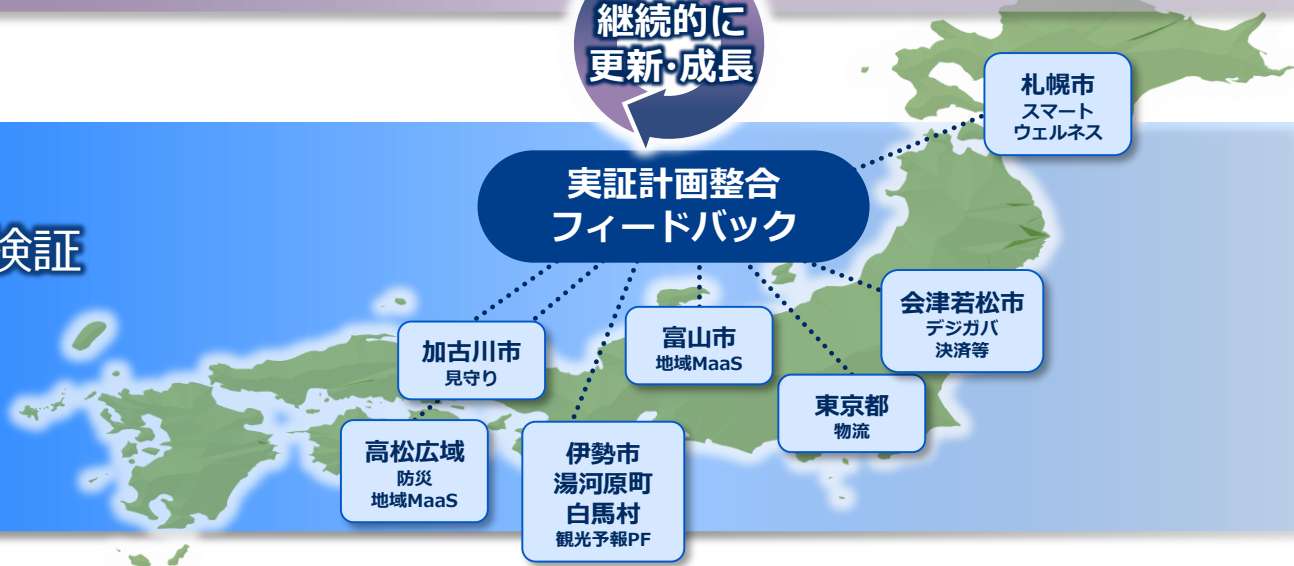 継続的に
更新・成長
実証計画整合
フィードバック
検証
札幌市
スマート
ウェルネス
会津若松市
デジガバ
決済等
加古川市
見守り
富山市
地域MaaS
東京都
物流
高松広域
防災
地域MaaS
伊勢市
湯河原町
白馬村
観光予報PF